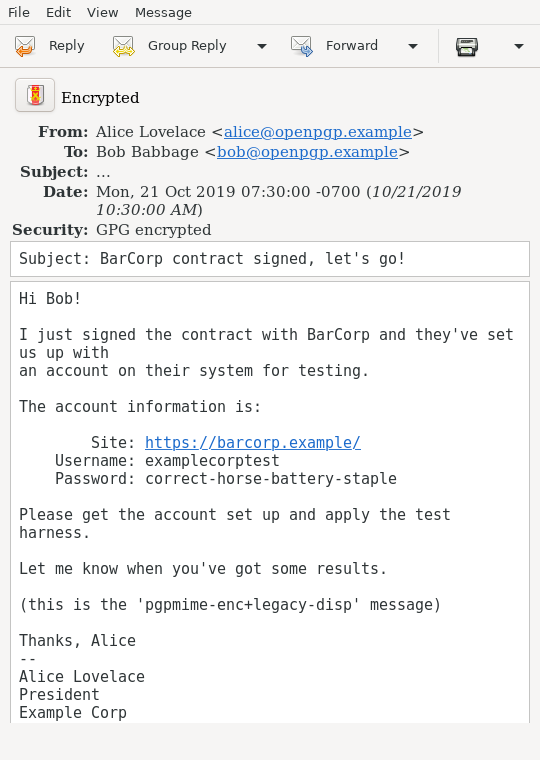 File Edit View Message
Reply Group Reply Forward
Encrypted
From: Alice Lovelace <alice@openpgp.example>
To: Bob Babbage <bob@openpgp.example>
Subject: ...
Date: Mon, 21 Oct 2019 07:30:00 -0700 (10/21/2019
10:30:00 AM)
Security: GPG encrypted
Subject: BarCorp contract signed, let's go!
Hi Bob!
I just signed the contract with BarCorp and they've set
us up with
an account on their system for testing.
The account information is:
Site: https://barcorp.example/
Username: examplecorptest
Password: correct-horse-battery-staple
Please get the account set up and apply the test
harness.
Let me know when you've got some results.
(this is the 'pgpmime-enc+legacy-disp' message)
Thanks, Alice
--
Alice Lovelace
President
Example Corp